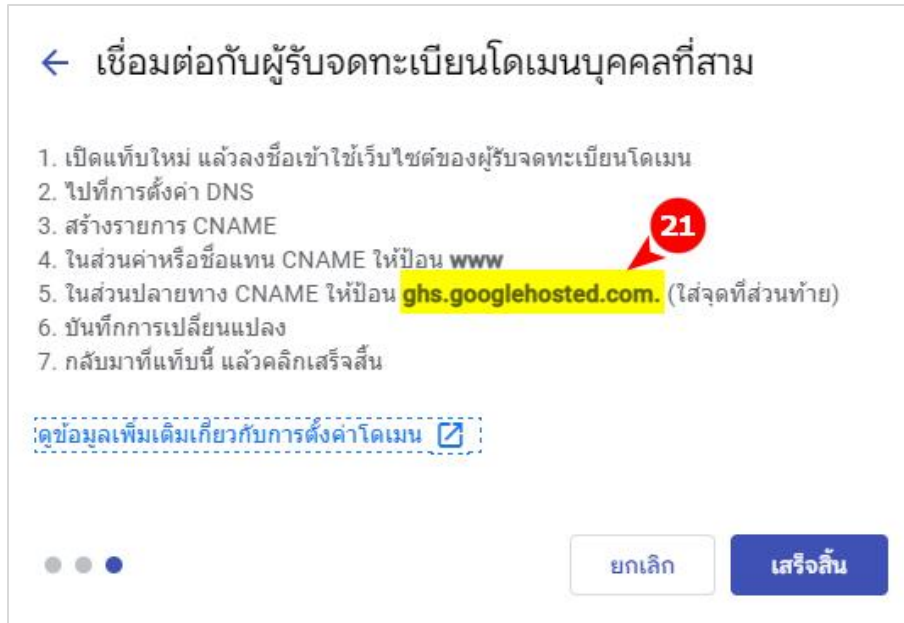 ← เชื่อมต่อกับผู้รับจดทะเบียนโดเมนบุคคลที่สาม
1. เปิดแท็บใหม่ แล้วลงชื่อเข้าใช้เว็บไซต์ของผู้รับจดทะเบียนโดเมน
2. ไปที่การตั้งค่า DNS
3. สร้างรายการ CNAME
21
4. ในส่วนค่าหรือชื่อแทน CNAME ให้ป้อน www
5. ในส่วนปลายทาง CNAME ให้ป้อน ghs.googlehosted.com. (ใส่จุดที่ส่วนท้าย)
6. บันทึกการเปลี่ยนแปลง
7. กลับมาที่แท็บนี้ แล้วคลิกเสร็จสิ้น
ดูข้อมูลเพิ่มเติมเกี่ยวกับการตั้งค่าโดเมน
ยกเลิก
เสร็จสิ้น